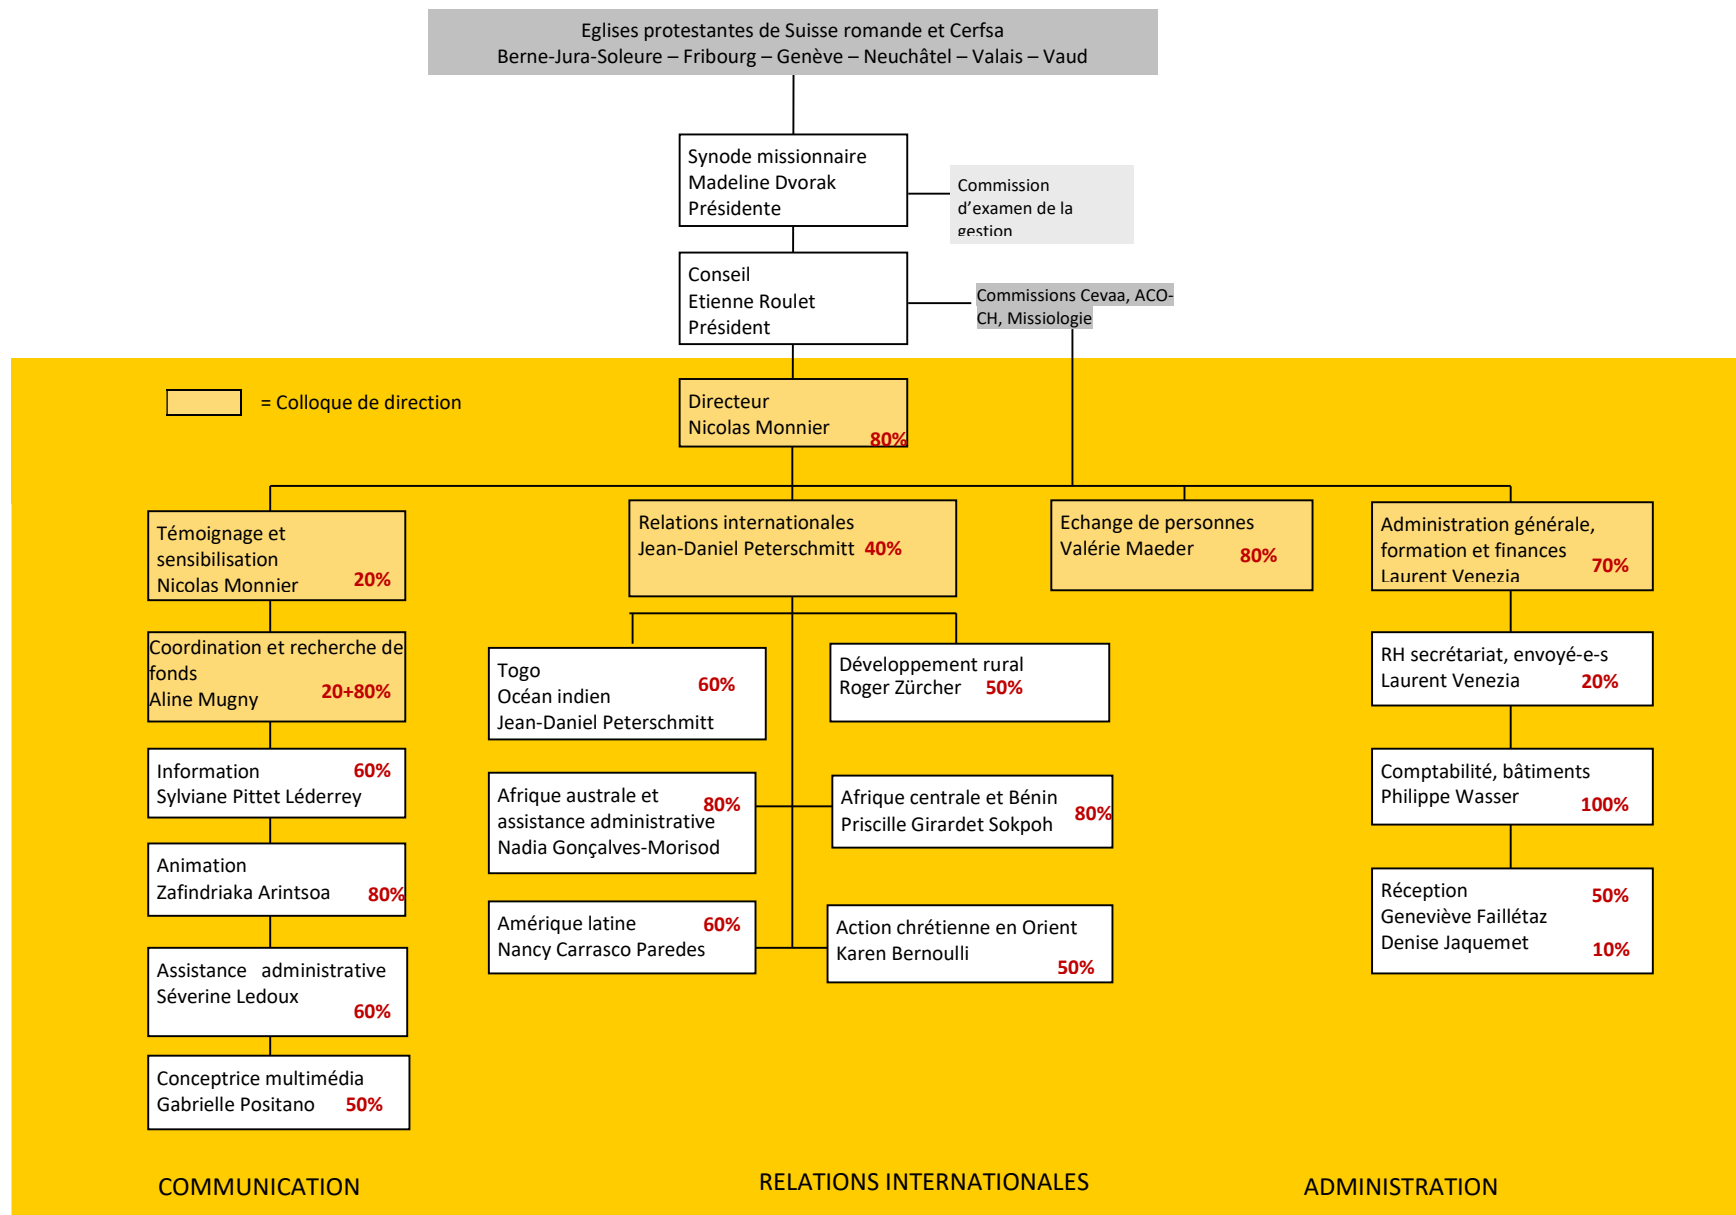 Eglises protestantes de Suisse romande et Cerfsa
Berne-Jura-Soleure – Fribourg – Genève – Neuchâtel – Valais – Vaud
Synode missionnaire
Madeline Dvorak
Présidente
Commission
d’examen de la
gestion
Conseil
Etienne Roulet
Président
Commissions Cevaa, ACO-
CH, Missiologie
= Colloque de direction
Directeur
Nicolas Monnier 80%
Témoignage et
sensibilisation
Nicolas Monnier 20%
Relations internationales
Jean-Daniel Peterschmitt 40%
Echange de personnes
Valérie Maeder 80%
Administration générale,
formation et finances
Laurent Venezia 70%
Coordination et recherche de
fonds
Aline Mugny 20+80%
Information 60%
Sylviane Pittet Léderrey
Animation
Zafindriaka Arintsoa 80%
Assistance administrative
Séverine Ledoux
60%
Conceptrice multimédia
Gabrielle Positano 50%
Togo 60%
Océan indien
Jean-Daniel Peterschmitt
Développement rural
Roger Zürcher 50%
Afrique australe et 80%
assistance administrative
Nadia Gonçalves-Morisod
Afrique centrale et Bénin
Priscille Girardet Sokpoh 80%
Amérique latine 60%
Nancy Carrasco Paredes
Action chrétienne en Orient
Karen Bernoulli
50%
RH secrétariat, envoyé-e-s
Laurent Venezia 20%
Comptabilité, bâtiments
Philippe Wasser 100%
Réception 50%
Geneviève Faillétaz
Denise Jaquemet 10%
COMMUNICATION
RELATIONS INTERNATIONALES
ADMINISTRATION